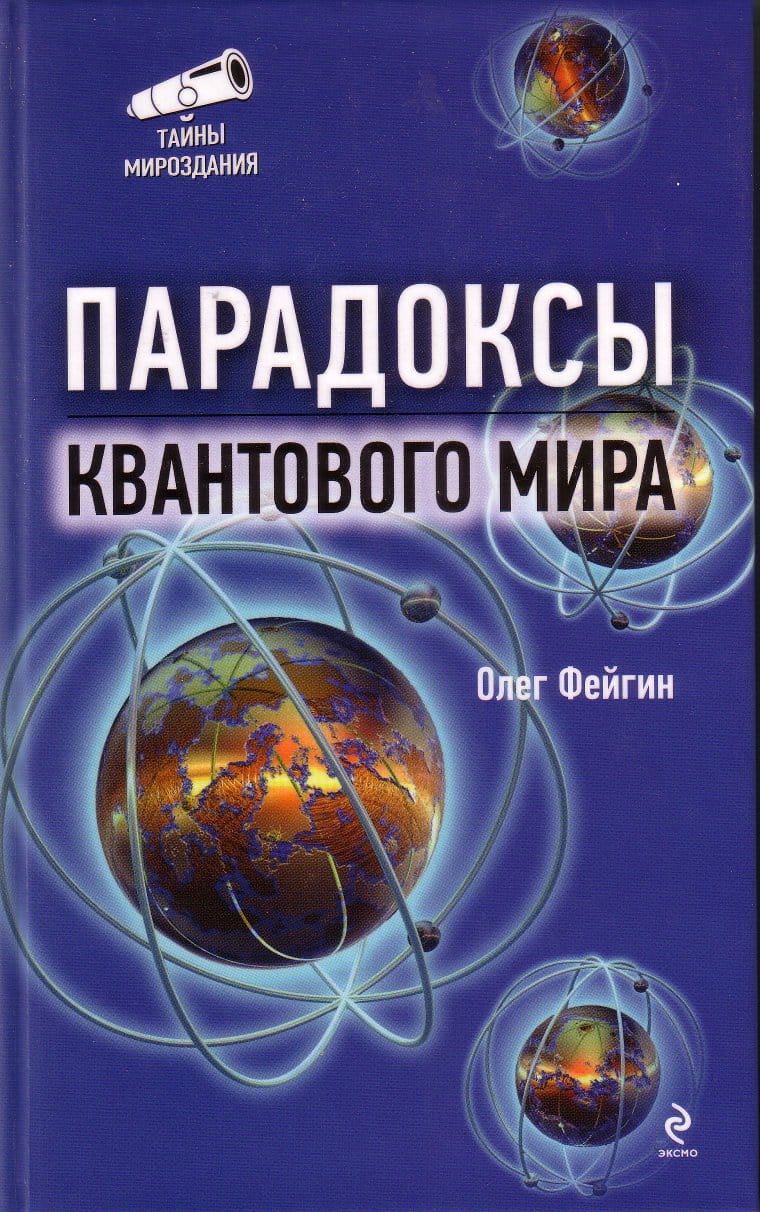 ТАЙНЫ
МИРОЗДАНИЯ
ПАРАДОКСЫ
КВАНТОВОГО МИРА
Олег Фейгин
ЭКСМО